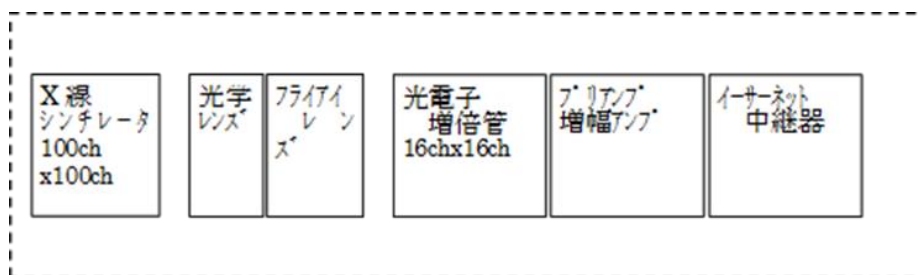 X 線
シンチレータ
100ch
x100ch
光学
ﾚﾝｽﾞ
ﾌﾗｲｱｲ
レン
ズ
光電子
増倍管
16chx16ch
ﾌﾟﾘｱﾝﾌﾟ
増幅ｱﾝﾌﾟ
ｲｰｻｰﾈｯﾄ
中継器